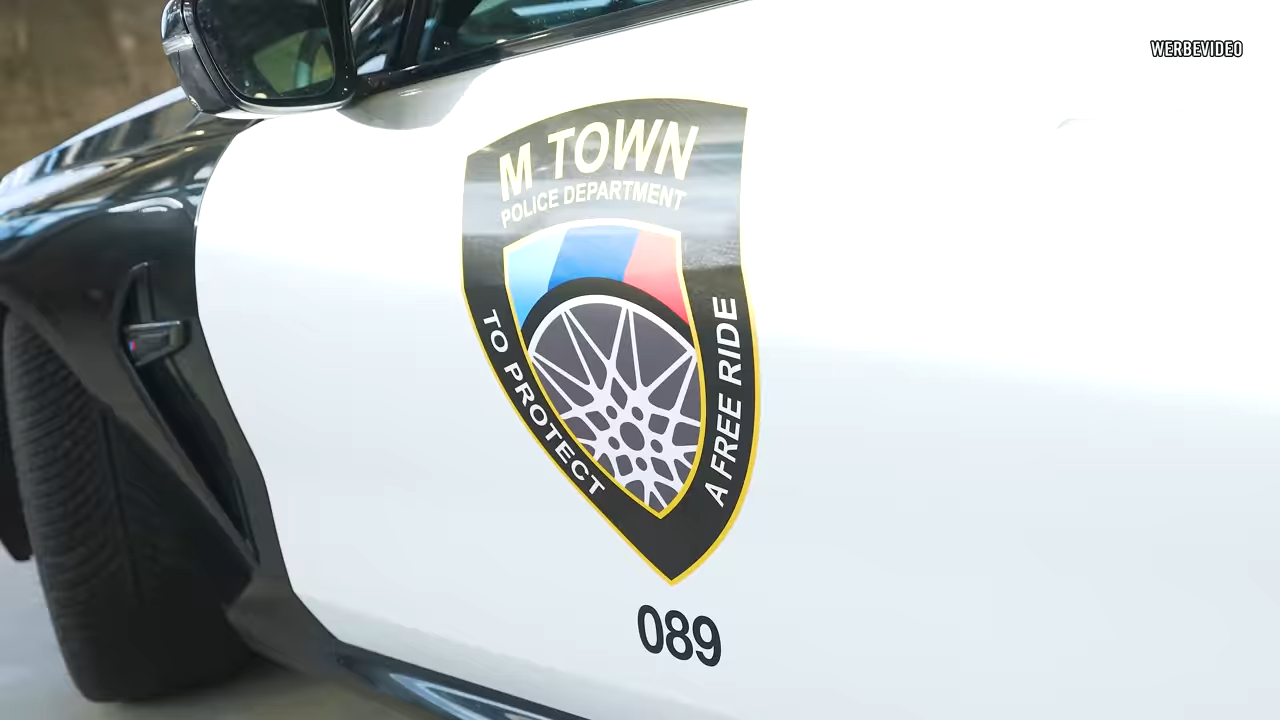 WERBEVIDEO
M TOWN
POLICE DEPARTMENT
TO PROTECT
A FREE RIDE
089